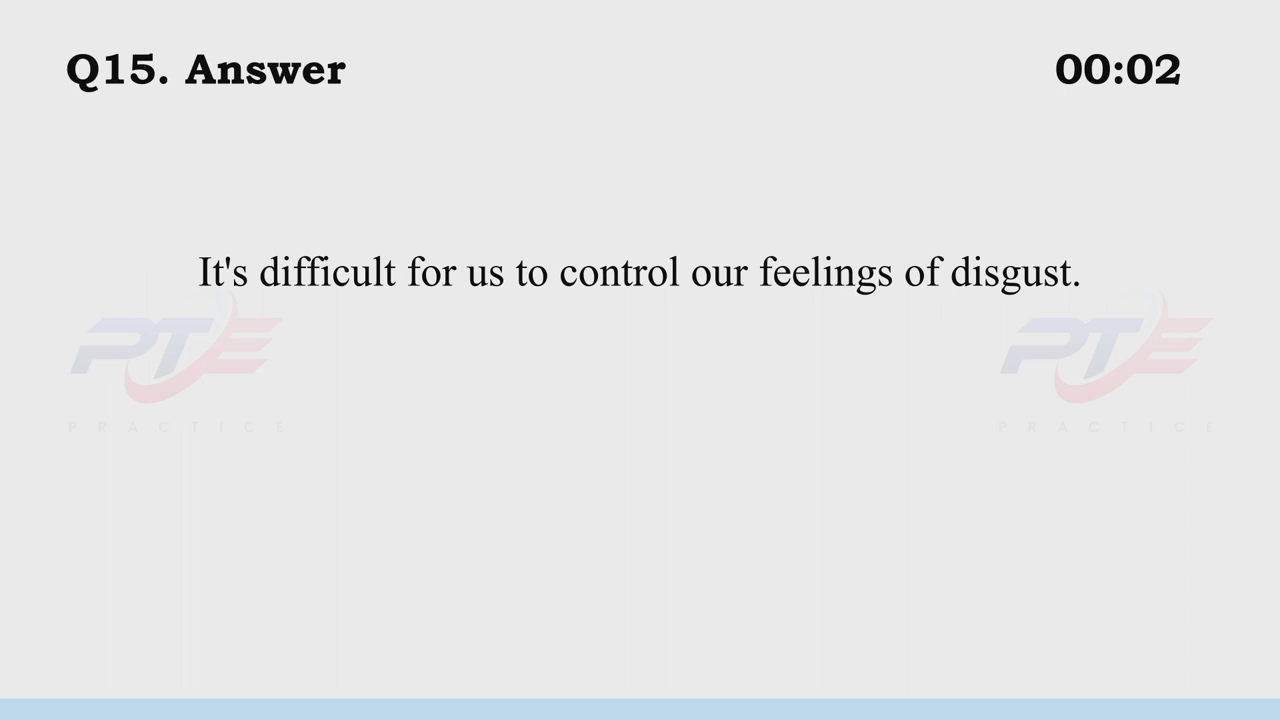 Q15. Answer
00:02
It's difficult for us to control our feelings of disgust.
PTE
PRACTICE
PTE
PRACTICE